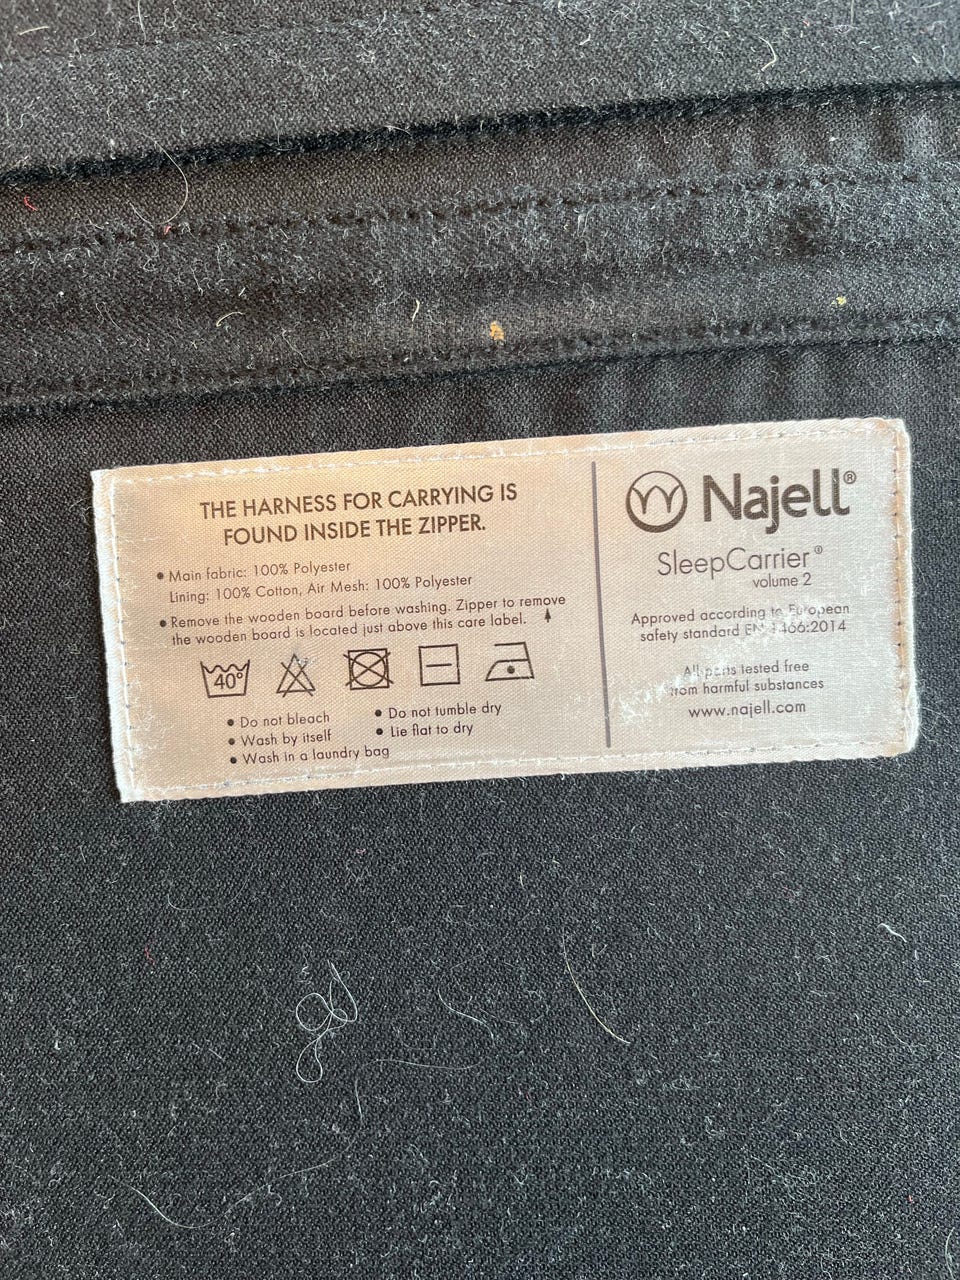 THE HARNESS FOR CARRYING IS
FOUND INSIDE THE ZIPPER.
• Main fabric: 100% Polyester
Lining: 100% Cotton, Air Mesh: 100% Polyester
• Remove the wooden board before washing. Zipper to remove
the wooden board is located just above this care label.
40°
• Do not bleach
• Wash by itself
• Wash in a laundry bag
• Do not tumble dry
• Lie flat to dry
Najell®
SleepCarrier®
volume 2
Approved according to European
safety standard EN 1466:2014
All parts tested free
from harmful substances
www.najell.com